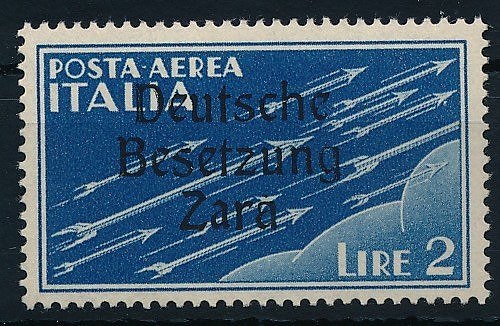 POSTA-AEREA
ITALIA
Deutsche
Besetzung
Zara
LIRE 2